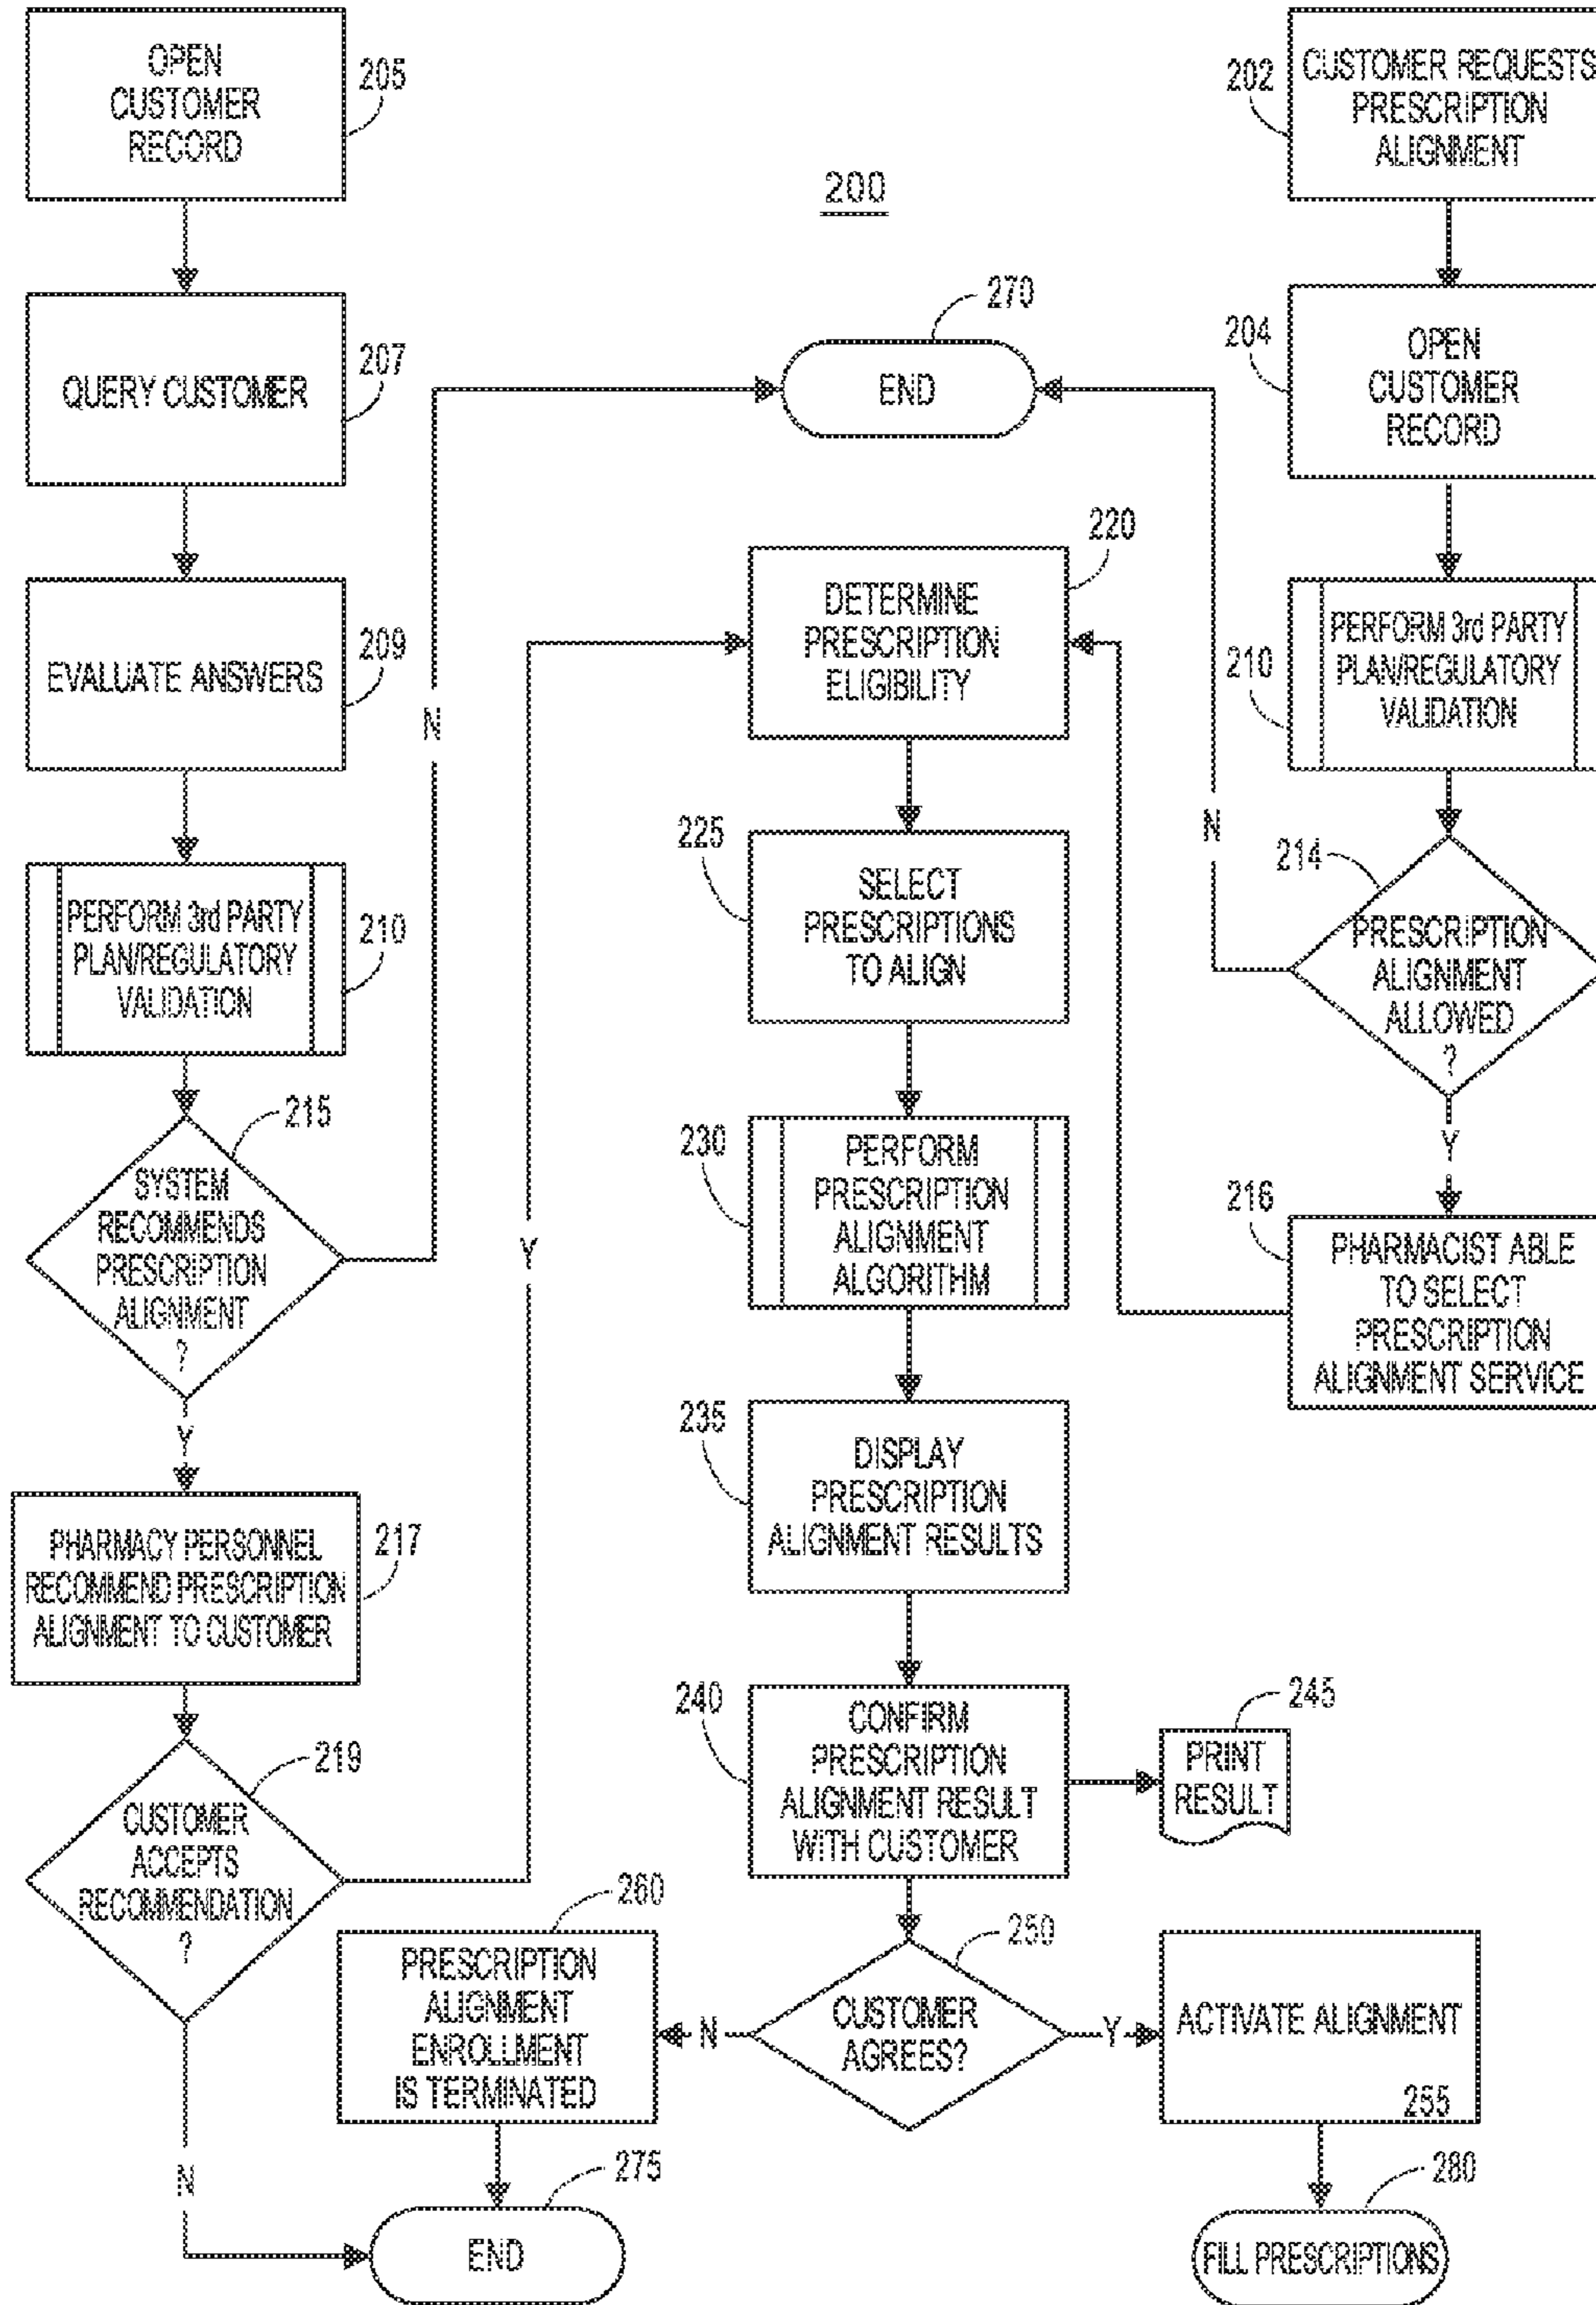 OPEN
CUSTOMER
RECORD
205
QUERY CUSTOMER
207
EVALUATE ANSWERS
209
PERFORM 3rd PARTY
PLAN/REGULATORY
VALIDATION
210
215
SYSTEM
RECOMMENDS
PRESCRIPTION
ALIGNMENT
?
N
Y
PHARMACY PERSONNEL
RECOMMEND PRESCRIPTION
ALIGNMENT TO CUSTOMER
217
219
CUSTOMER
ACCEPTS
RECOMMENDATION
?
Y
N
200
270
END
220
DETERMINE
PRESCRIPTION
ELIGIBILITY
225
SELECT
PRESCRIPTIONS
TO ALIGN
230
PERFORM
PRESCRIPTION
ALIGNMENT
ALGORITHM
235
DISPLAY
PRESCRIPTION
ALIGNMENT RESULTS
240
CONFIRM
PRESCRIPTION
ALIGNMENT RESULT
WITH CUSTOMER
245
PRINT
RESULT
250
CUSTOMER
AGREES?
N
Y
260
PRESCRIPTION
ALIGNMENT
ENROLLMENT
IS TERMINATED
275
END
ACTIVATE ALIGNMENT
255
280
FILL PRESCRIPTIONS
202
CUSTOMER REQUESTS
PRESCRIPTION
ALIGNMENT
204
OPEN
CUSTOMER
RECORD
210
PERFORM 3rd PARTY
PLAN/REGULATORY
VALIDATION
214
PRESCRIPTION
ALIGNMENT
ALLOWED
?
N
Y
216
PHARMACIST ABLE
TO SELECT
PRESCRIPTION
ALIGNMENT SERVICE